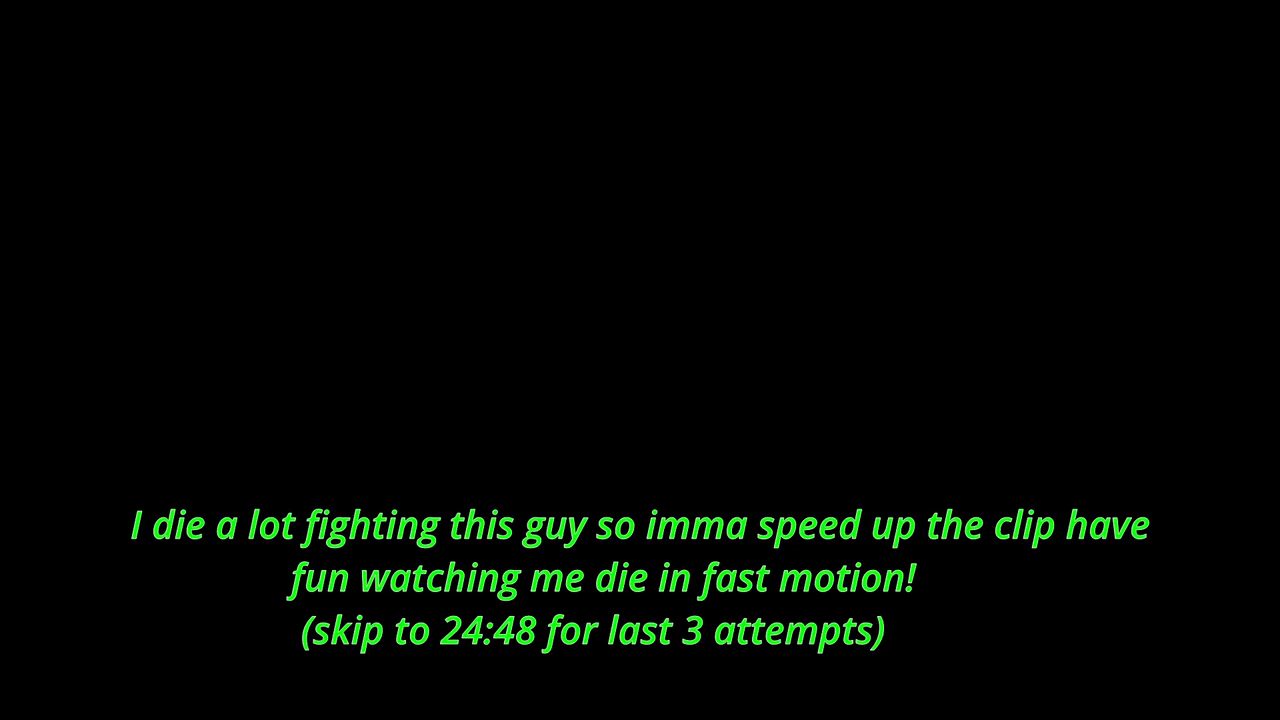 I die a lot fighting this guy so imma speed up the clip have
fun watching me die in fast motion!
(skip to 24:48 for last 3 attempts)